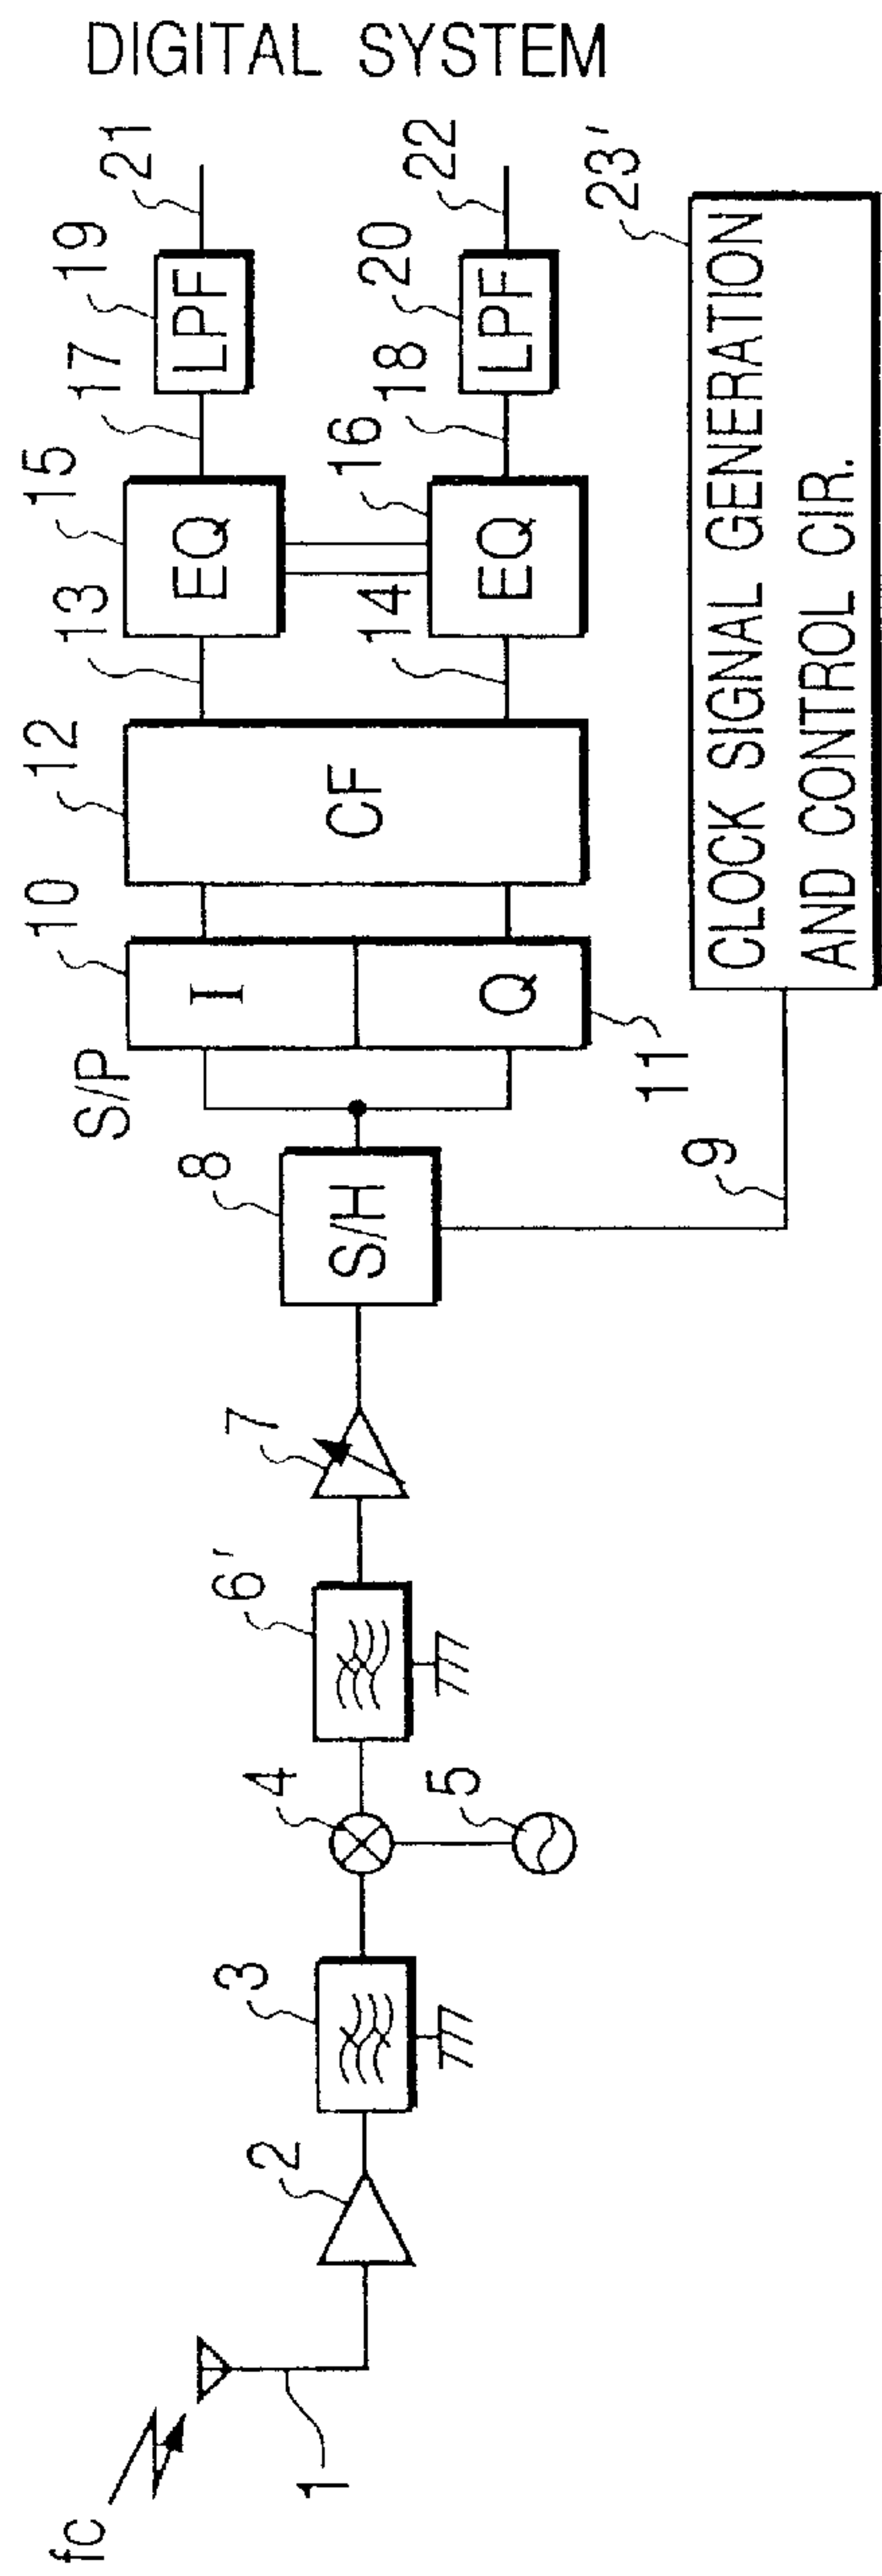 DIGITAL SYSTEM
fc
1
2
3
4
5
6'
7
8
S/H
9
S/P
10
I
11
Q
12
CF
13
14
15
EQ
16
EQ
17
18
19
LPF
20
LPF
21
22
23'
CLOCK SIGNAL GENERATION
AND CONTROL CIR.